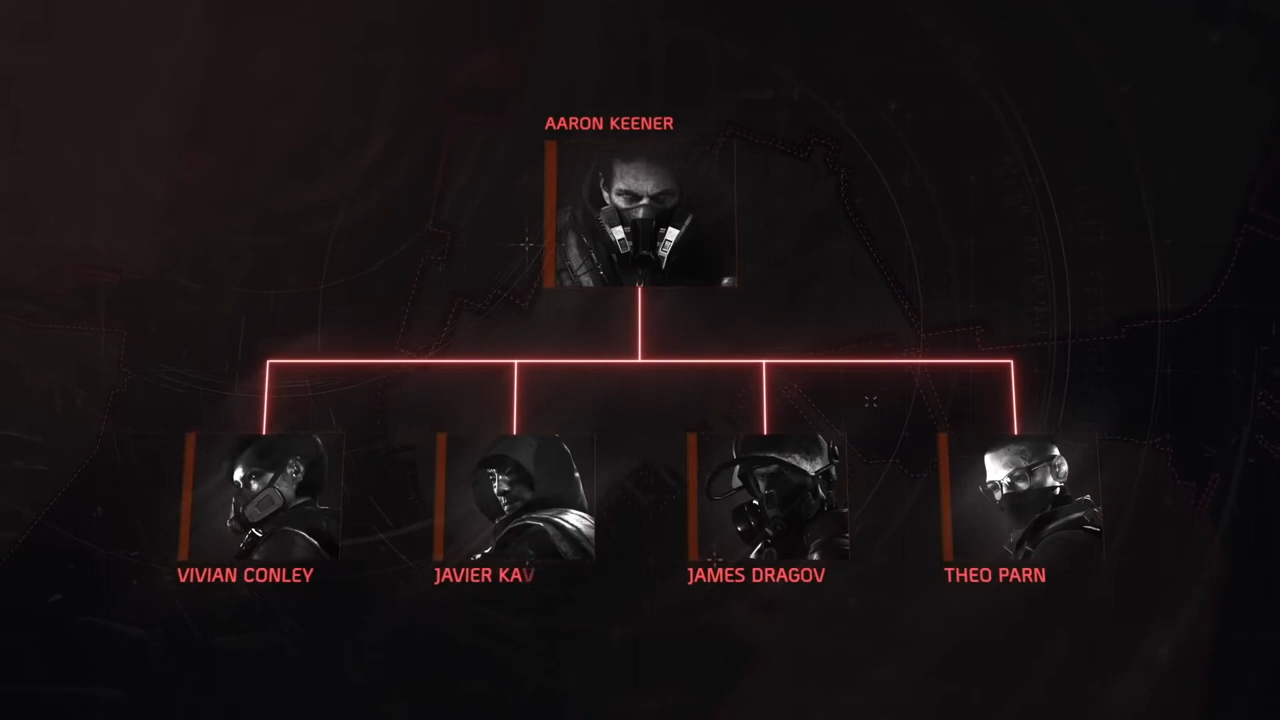 AARON KEENER
VIVIAN CONLEY
JAVIER KAV
JAMES DRAGOV
THEO PARN